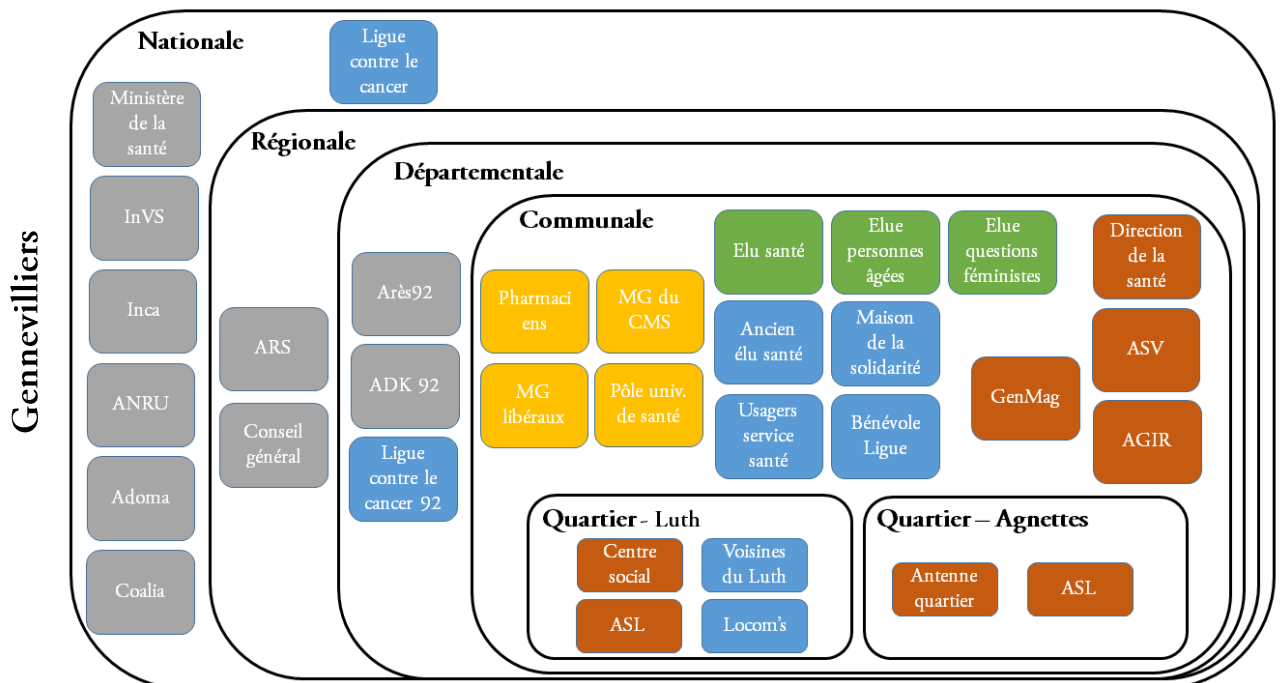 Gennevilliers
Nationale
Ligue
contre le
cancer
Ministère
de la
santé
InVS
Inca
ANRU
Adoma
Coalia
Régionale
ARS
Conseil
général
Départementale
Arès92
ADK 92
Ligue
contre le
cancer 92
Communale
Pharmaci
ens
MG du
CMS
MG
libéraux
Pôle univ.
de santé
Elu santé
Elue
personnes
âgées
Elue
questions
féministes
Ancien
élu santé
Maison
de la
solidarité
Usagers
service
santé
Bénévole
Ligue
GenMag
Direction
de la
santé
ASV
AGIR
Quartier - Luth
Centre
social
Voisines
du Luth
ASL
Locom's
Quartier – Agnettes
Antenne
quartier
ASL